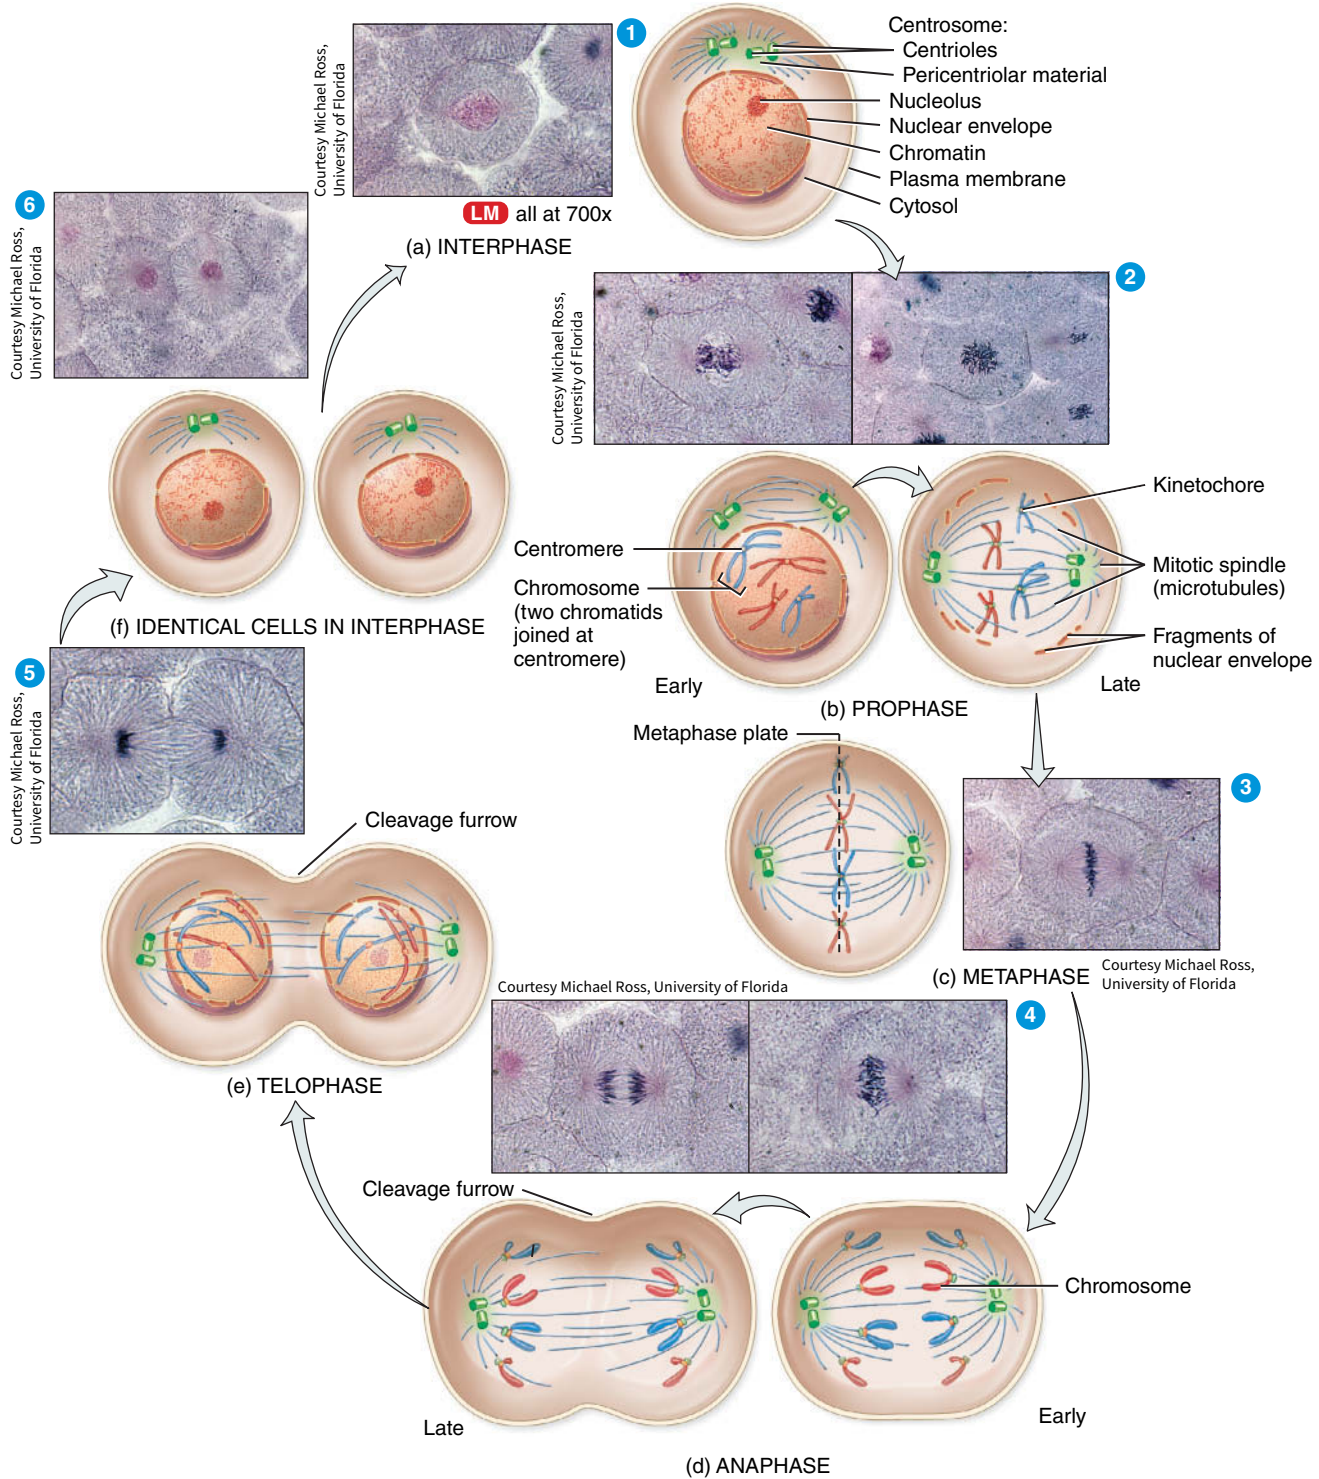 Courtesy Michael Ross,
University of Florida
1
Centrosome:
Centrioles
Pericentriolar material
Nucleolus
Nuclear envelope
Chromatin
Plasma membrane
Cytosol
LM all at 700x
(a) INTERPHASE
6
Courtesy Michael Ross,
University of Florida
2
Courtesy Michael Ross,
University of Florida
Kinetochore
Centromere
Mitotic spindle
(microtubules)
Chromosome
(two chromatids
joined at
centromere)
Fragments of
nuclear envelope
Early
Late
(b) PROPHASE
(f) IDENTICAL CELLS IN INTERPHASE
5
Courtesy Michael Ross,
University of Florida
Metaphase plate
3
Cleavage furrow
(c) METAPHASE
Courtesy Michael Ross,
University of Florida
Courtesy Michael Ross, University of Florida
4
(e) TELOPHASE
Cleavage furrow
Chromosome
Late
Early
(d) ANAPHASE